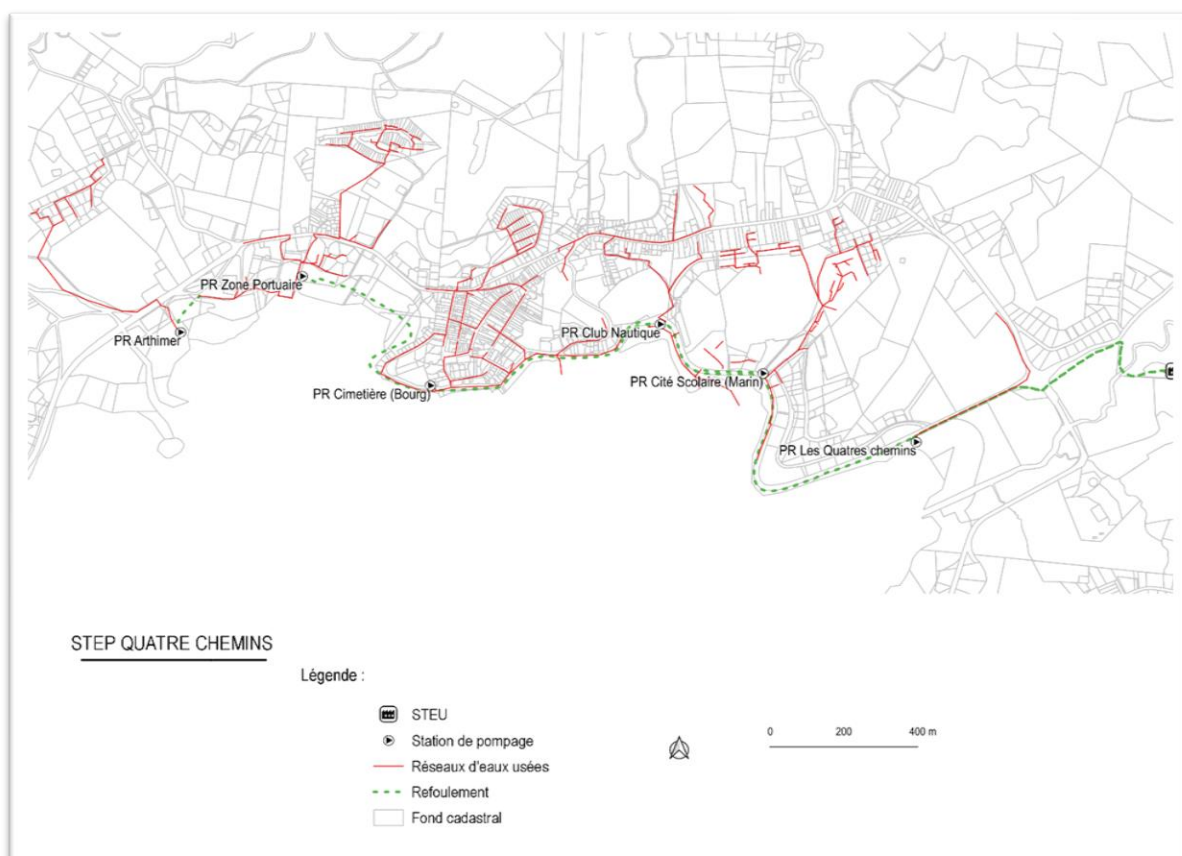 PR Zone Portuaire
PR Arthimer
PR Club Nautique
PR Cimetière (Bourg)
PR Cité Scolaire (Marin)
PR Les Quatres chemins
STEP QUATRE CHEMINS
Légende :
STEU
Station de pompage
Réseaux d'eaux usées
Refoulement
Fond cadastral
0 200 400 m